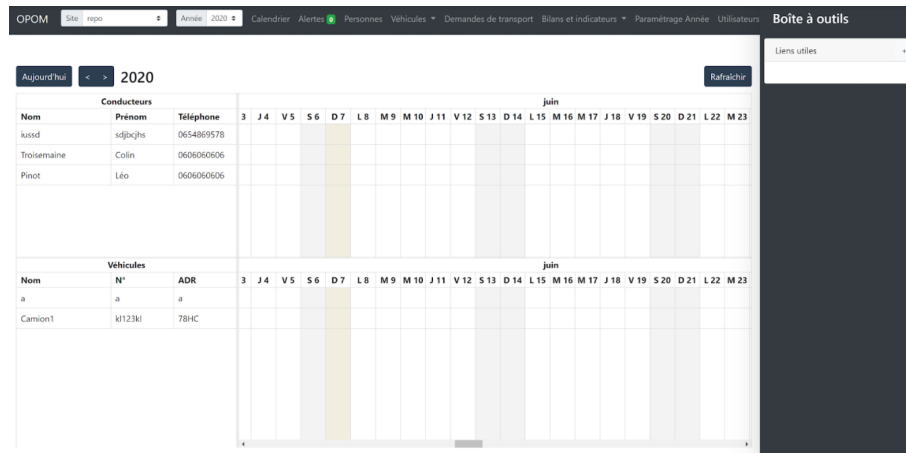 OPOM Site repo Année 2020 Calendrier Alertes 0 Personnes Véhicules Demandes de transport Bilans et indicateurs Paramétrage Année Utilisateurs Boîte à outils
Liens utiles +
Aujourd'hui < > 2020 Rafraîchir
Conducteurs juin
Nom Prénom Téléphone 3 J 4 V 5 S 6 D 7 L 8 M 9 M 10 J 11 V 12 S 13 D 14 L 15 M 16 M 17 J 18 V 19 S 20 D 21 L 22 M 23
iussd sdjbcjhs 0654869578
Troisemaine Colin 0606060606
Pinot Léo 0606060606
Véhicules juin
Nom N° ADR 3 J 4 V 5 S 6 D 7 L 8 M 9 M 10 J 11 V 12 S 13 D 14 L 15 M 16 M 17 J 18 V 19 S 20 D 21 L 22 M 23
a a a
Camion1 kl123kl 78HC